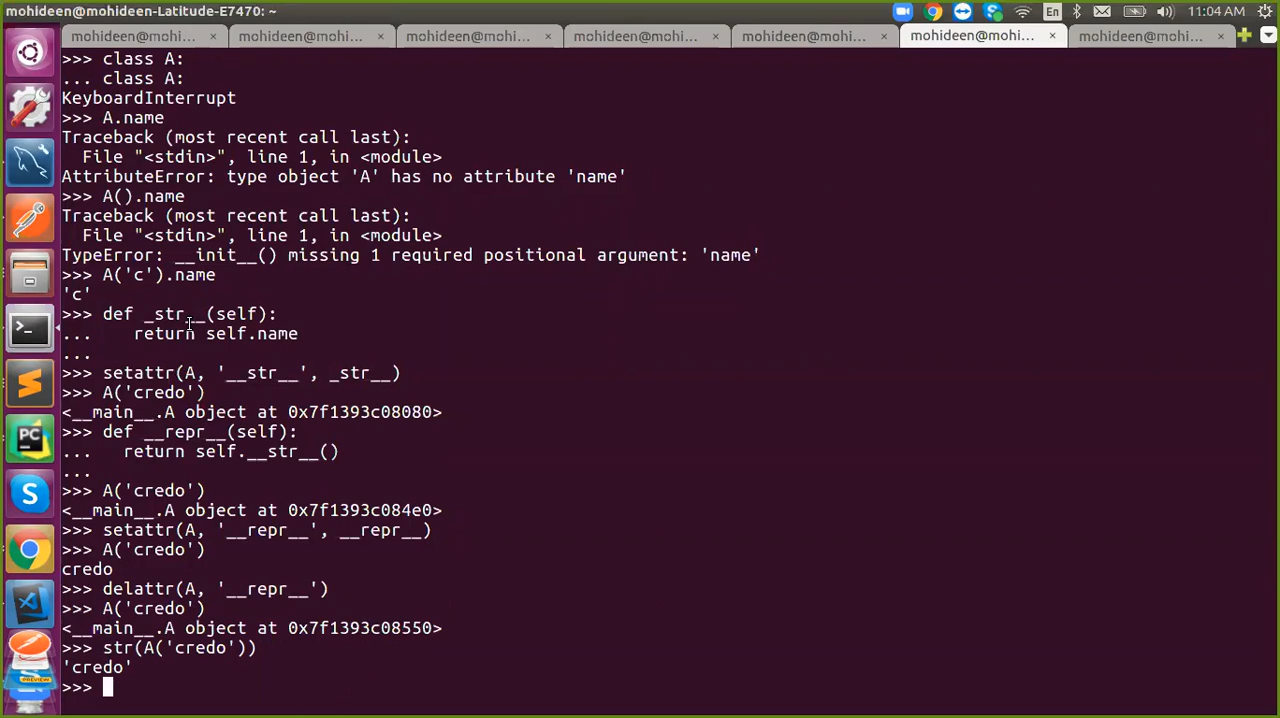 mohideen@mohideen-Latitude-E7470: ~
En
11:04 AM
mohideen@mohi... × mohideen@mohi... × mohideen@mohi... × mohideen@mohi... × mohideen@mohi... × mohideen@mohi... × mohideen@mohi... ×
>>> class A:
... class A:
KeyboardInterrupt
>>> A.name
Traceback (most recent call last):
  File "<stdin>", line 1, in <module>
AttributeError: type object 'A' has no attribute 'name'
>>> A().name
Traceback (most recent call last):
  File "<stdin>", line 1, in <module>
TypeError: __init__() missing 1 required positional argument: 'name'
>>> A('c').name
'c'
>>> def _str__(self):
...    return self.name
...
>>> setattr(A, '__str__', _str__)
>>> A('credo')
<__main__.A object at 0x7f1393c08080>
>>> def __repr__(self):
...   return self.__str__()
...
>>> A('credo')
<__main__.A object at 0x7f1393c084e0>
>>> setattr(A, '__repr__', __repr__)
>>> A('credo')
credo
>>> delattr(A, '__repr__')
>>> A('credo')
<__main__.A object at 0x7f1393c08550>
>>> str(A('credo'))
'credo'
>>>
PC
S
PREVIEW